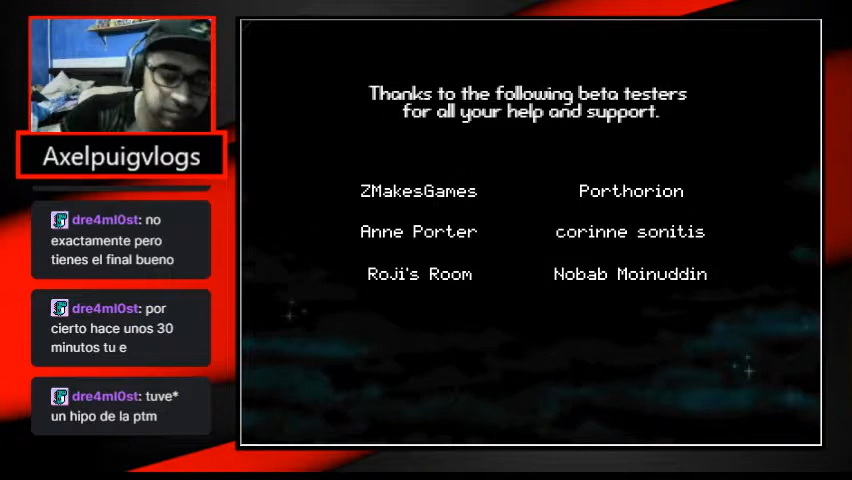 Axelpuigvlogs
dre4ml0st: no
exactamente pero
tienes el final bueno
dre4ml0st: por
cierto hace unos 30
minutos tu e
dre4ml0st: tuve*
un hipo de la ptm
Thanks to the following beta testers
for all your help and support.
ZMakesGames Porthorion
Anne Porter corinne sonitis
Roji's Room Nobab Moinuddin